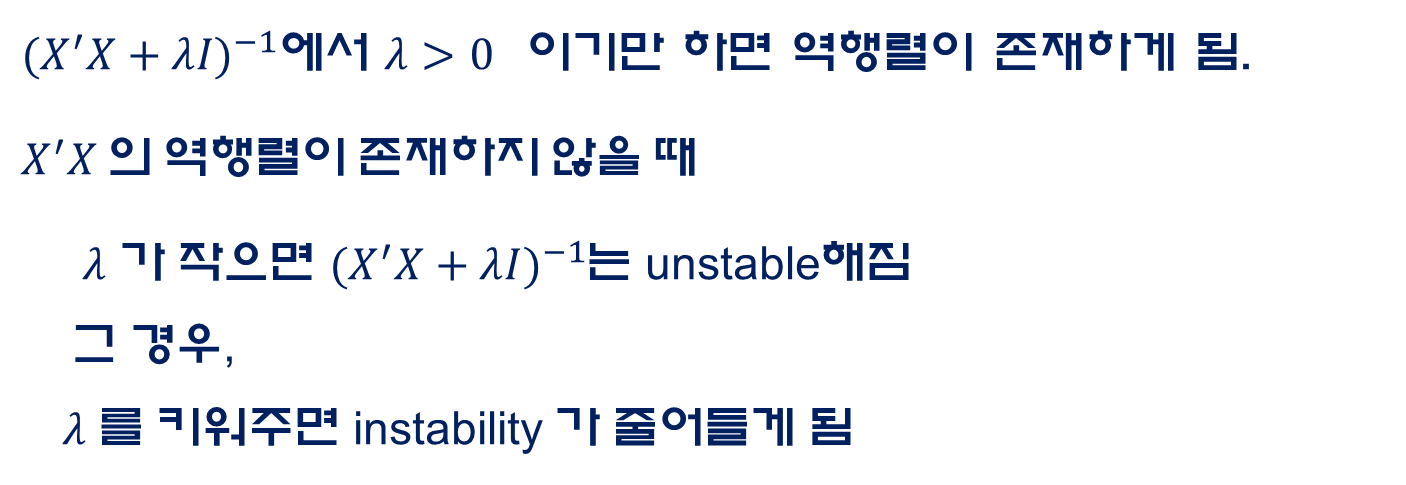 (X′X + λI)⁻¹에서 λ > 0 이기만 하면 역행렬이 존재하게 됨.
X′X 의 역행렬이 존재하지 않을 때
λ 가 작으면 (X′X + λI)⁻¹는 unstable해짐
그 경우,
λ 를 키워주면 instability 가 줄어들게 됨